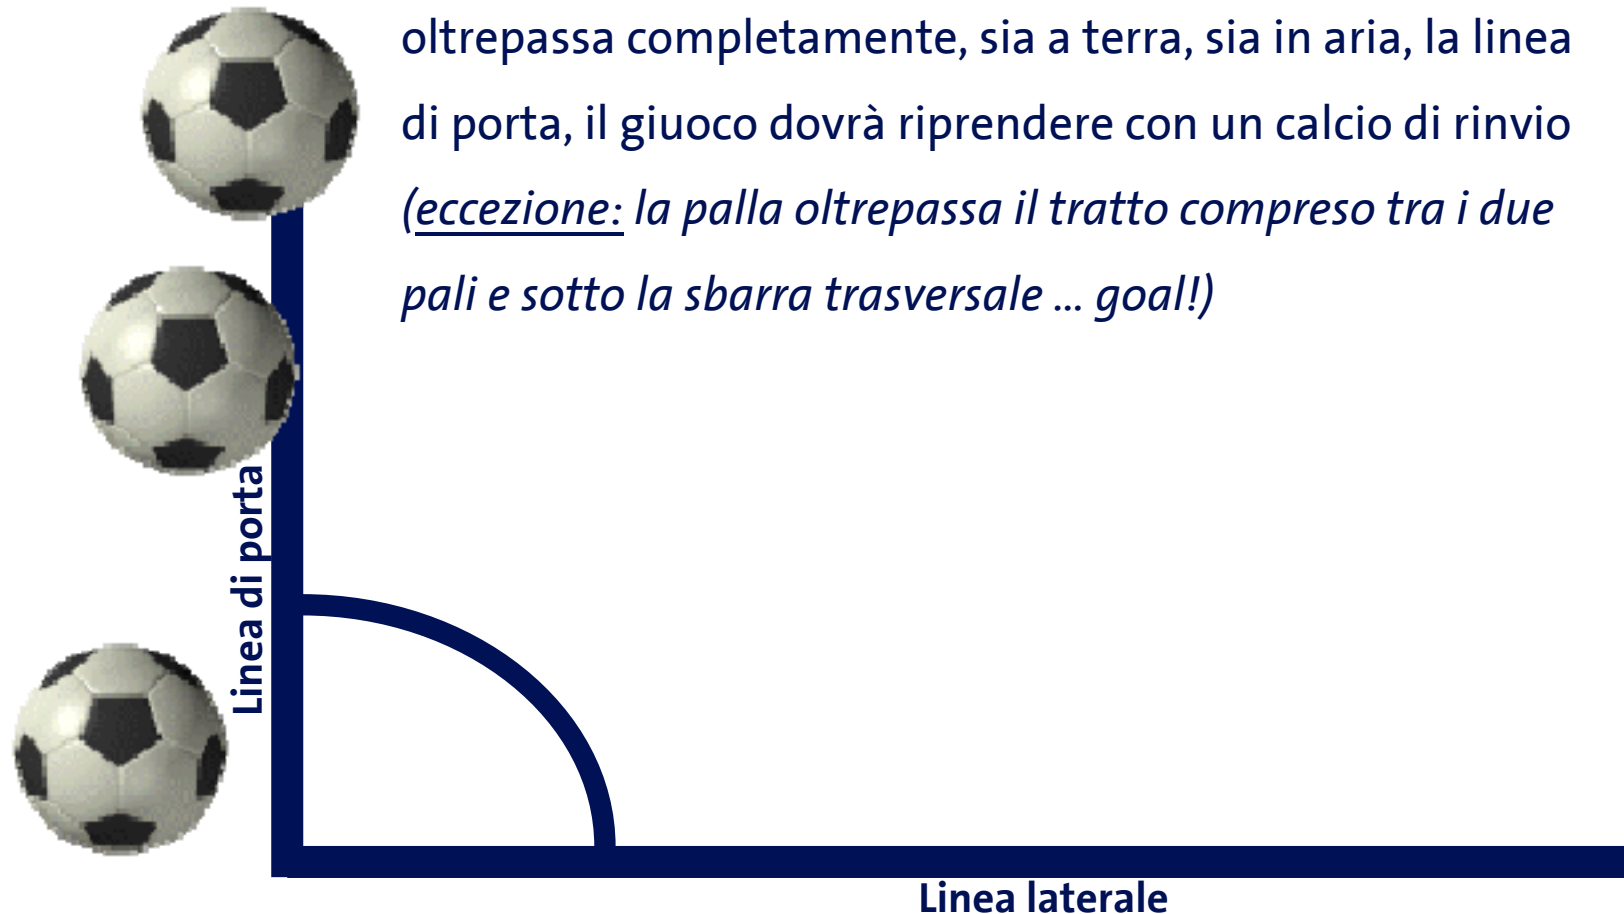 oltrepassa completamente, sia a terra, sia in aria, la linea
di porta, il giuoco dovrà riprendere con un calcio di rinvio
(eccezione: la palla oltrepassa il tratto compreso tra i due
pali e sotto la sbarra trasversale ... goal!)
Linea di porta
Linea laterale